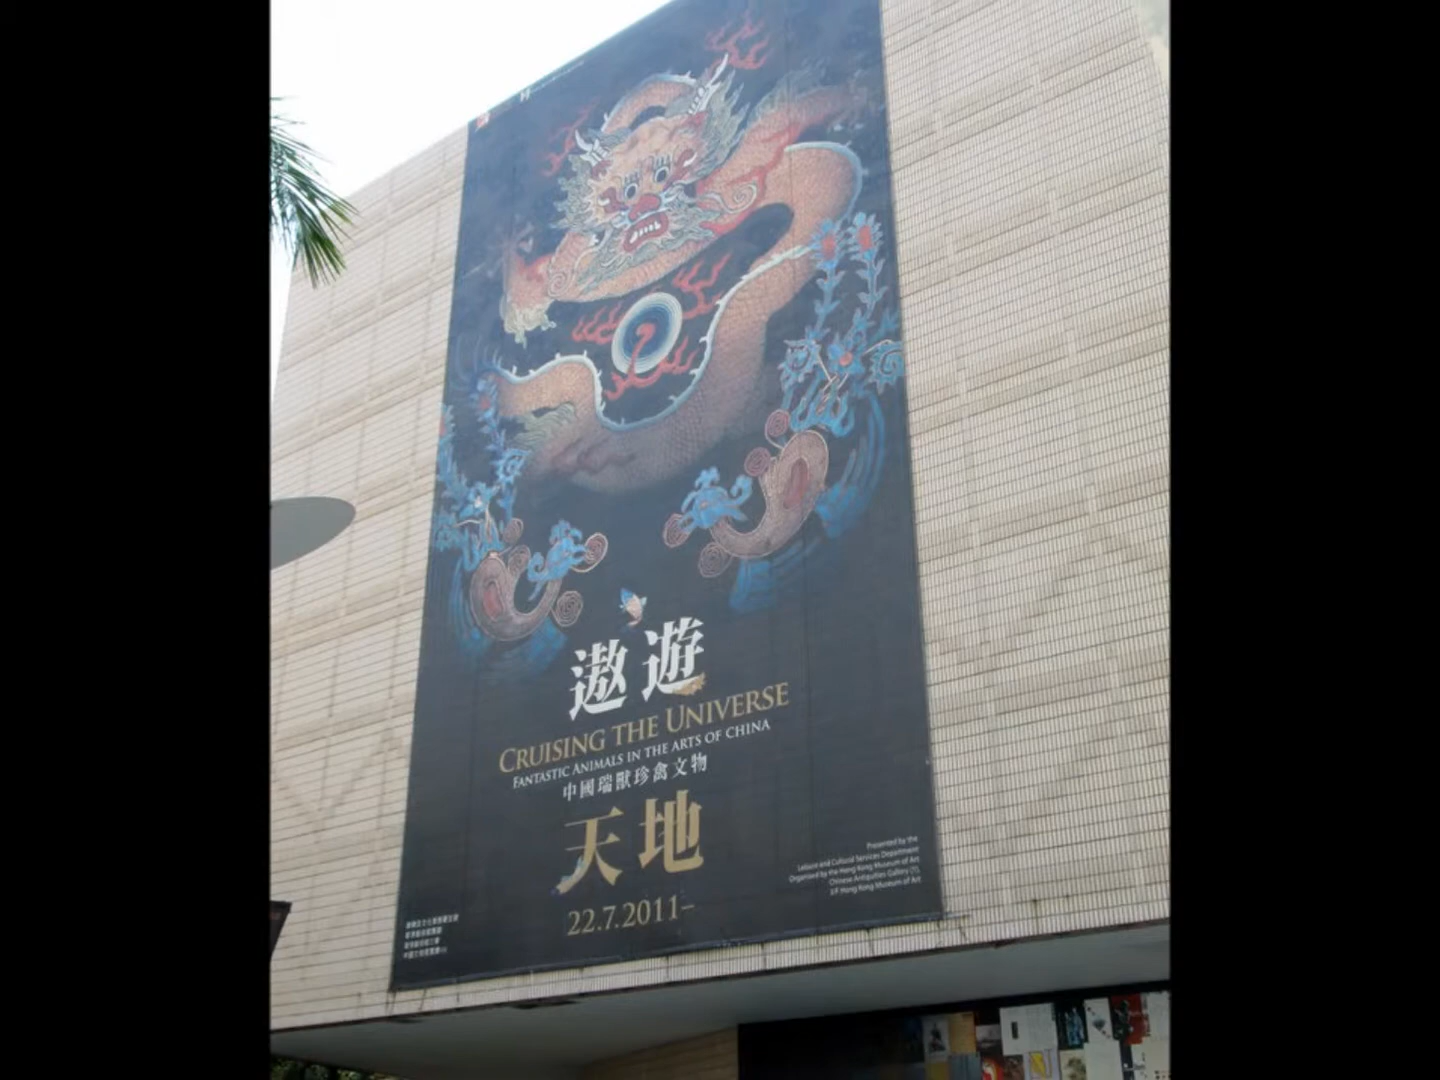 遨遊
CRUISING THE UNIVERSE
FANTASTIC ANIMALS IN THE ARTS OF CHINA
中國瑞獸珍禽文物
天地
22.7.2011–
Presented by the
Leisure and Cultural Services Department
Organised by the Hong Kong Museum of Art
Chinese Antiquities Gallery (1),
3/F Hong Kong Museum of Art